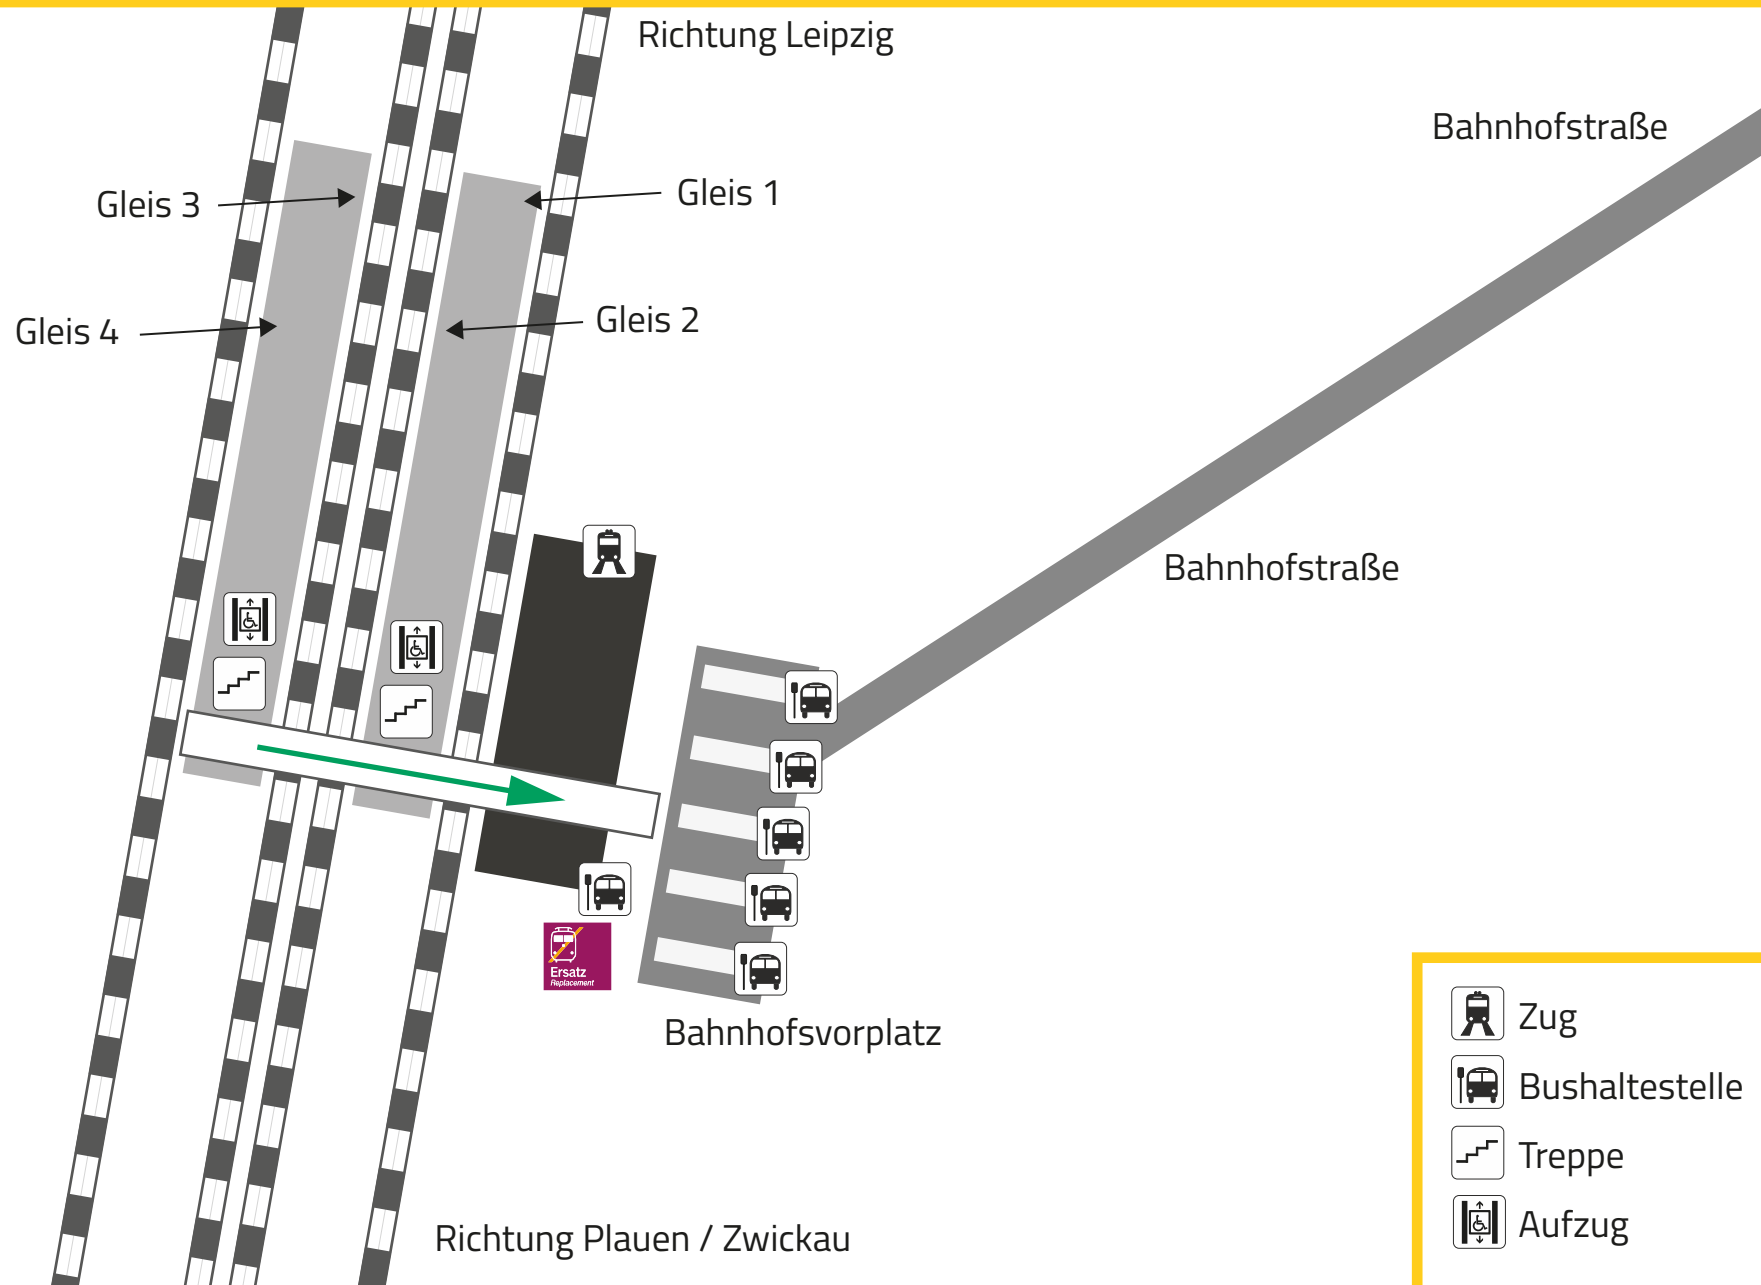 Richtung Leipzig
Bahnhofstraße
Gleis 3
Gleis 1
Gleis 4
Gleis 2
Bahnhofstraße
Ersatz
Replacement
Bahnhofsvorplatz
Zug
Bushaltestelle
Treppe
Aufzug
Richtung Plauen / Zwickau